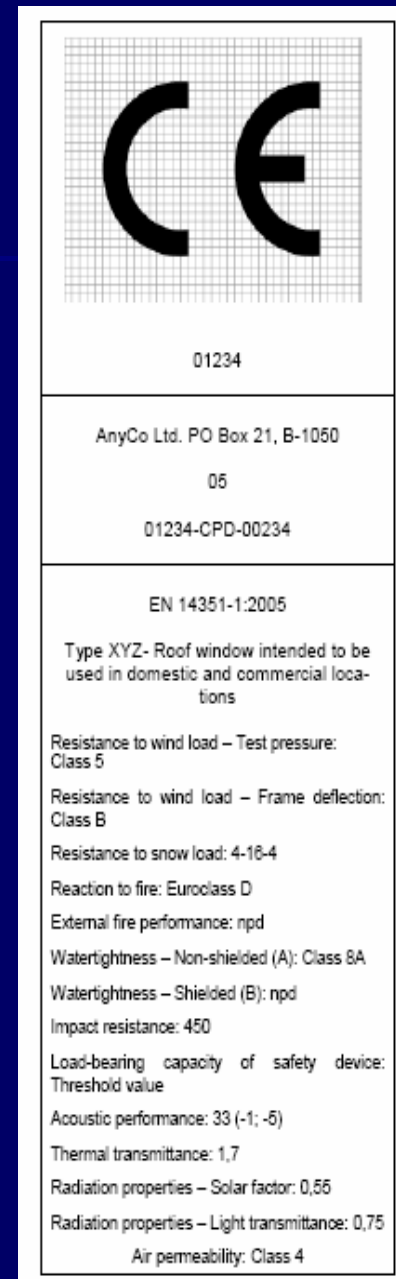 CE
01234
AnyCo Ltd. PO Box 21, B-1050
05
01234-CPD-00234
EN 14351-1:2005
Type XYZ- Roof window intended to be
used in domestic and commercial loca-
tions
Resistance to wind load – Test pressure:
Class 5
Resistance to wind load – Frame deflection:
Class B
Resistance to snow load: 4-16-4
Reaction to fire: Euroclass D
External fire performance: npd
Watertightness – Non-shielded (A): Class 8A
Watertightness – Shielded (B): npd
Impact resistance: 450
Load-bearing capacity of safety device:
Threshold value
Acoustic performance: 33 (-1; -5)
Thermal transmittance: 1,7
Radiation properties – Solar factor: 0,55
Radiation properties – Light transmittance: 0,75
Air permeability: Class 4